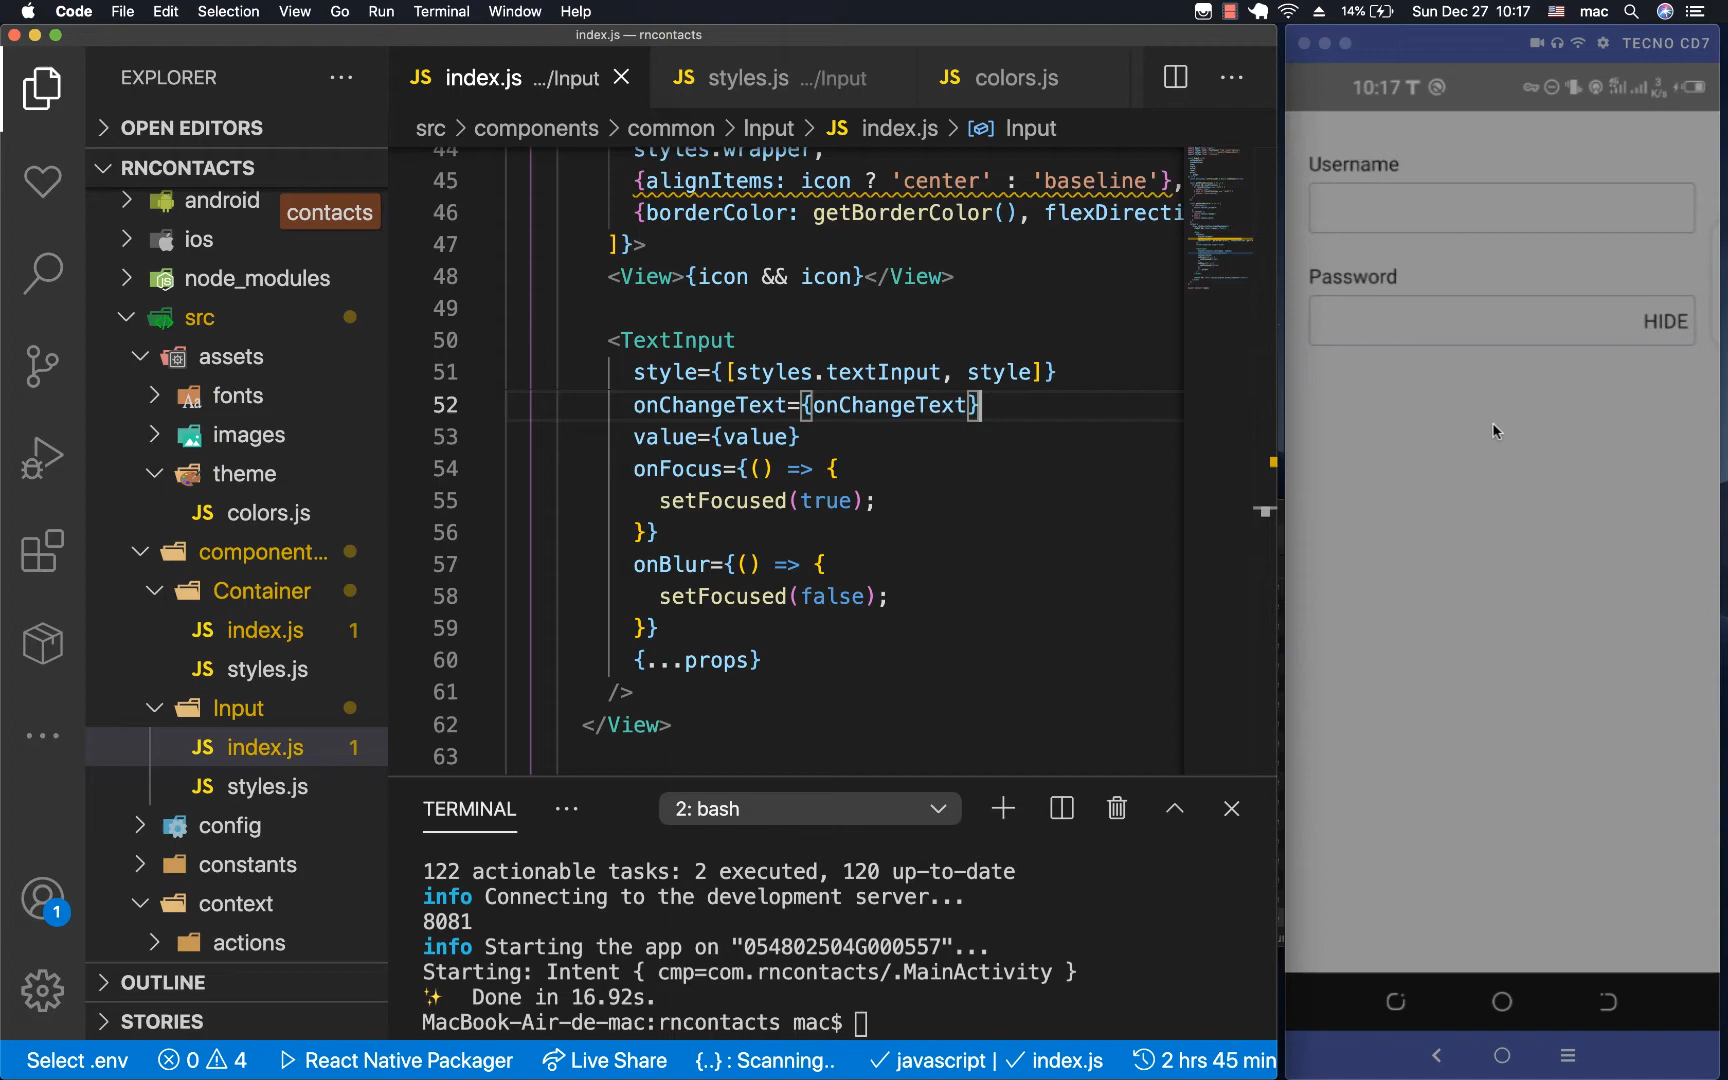 Code File Edit Selection View Go Run Terminal Window Help 14% Sun Dec 27 10:17 mac
index.js — rncontacts
TECNO CD7
EXPLORER
JS index.js .../Input
JS styles.js .../Input
JS colors.js
10:17 T
3 K/s
OPEN EDITORS
src > components > common > Input > JS index.js > Input
RNCONTACTS
android
contacts
ios
node_modules
src
assets
fonts
images
theme
JS colors.js
component...
Container
JS index.js 1
JS styles.js
Input
JS index.js 1
JS styles.js
config
constants
context
actions
OUTLINE
STORIES
1
44 styles.wrapper,
45 {alignItems: icon ? 'center' : 'baseline'},
46 {borderColor: getBorderColor(), flexDirecti
47 ]}>
48 <View>{icon && icon}</View>
49
50 <TextInput
51 style={[styles.textInput, style]}
52 onChangeText={onChangeText}
53 value={value}
54 onFocus={() => {
55 setFocused(true);
56 }}
57 onBlur={() => {
58 setFocused(false);
59 }}
60 {...props}
61 />
62 </View>
63
Username
Password
HIDE
TERMINAL
2: bash
122 actionable tasks: 2 executed, 120 up-to-date
info Connecting to the development server...
8081
info Starting the app on "054802504G000557"...
Starting: Intent { cmp=com.rncontacts/.MainActivity }
✨ Done in 16.92s.
MacBook-Air-de-mac:rncontacts mac$
Select .env 0 4 React Native Packager Live Share {..} : Scanning.. javascript | index.js 2 hrs 45 min